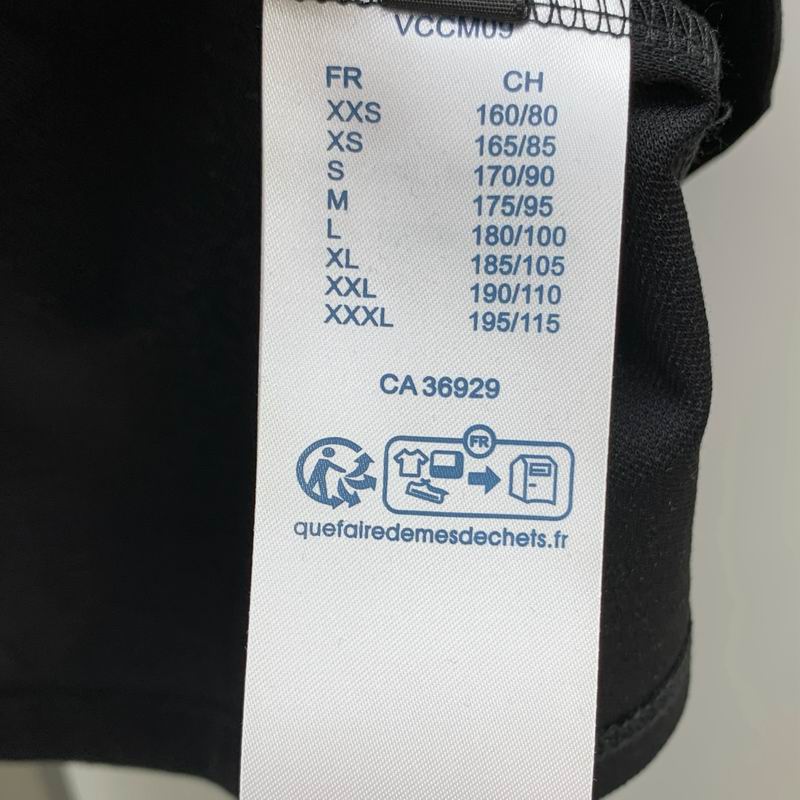 VCCM09
FR CH
XXS 160/80
XS 165/85
S 170/90
M 175/95
L 180/100
XL 185/105
XXL 190/110
XXXL 195/115
CA 36929
FR
quefairedemesdechets.fr